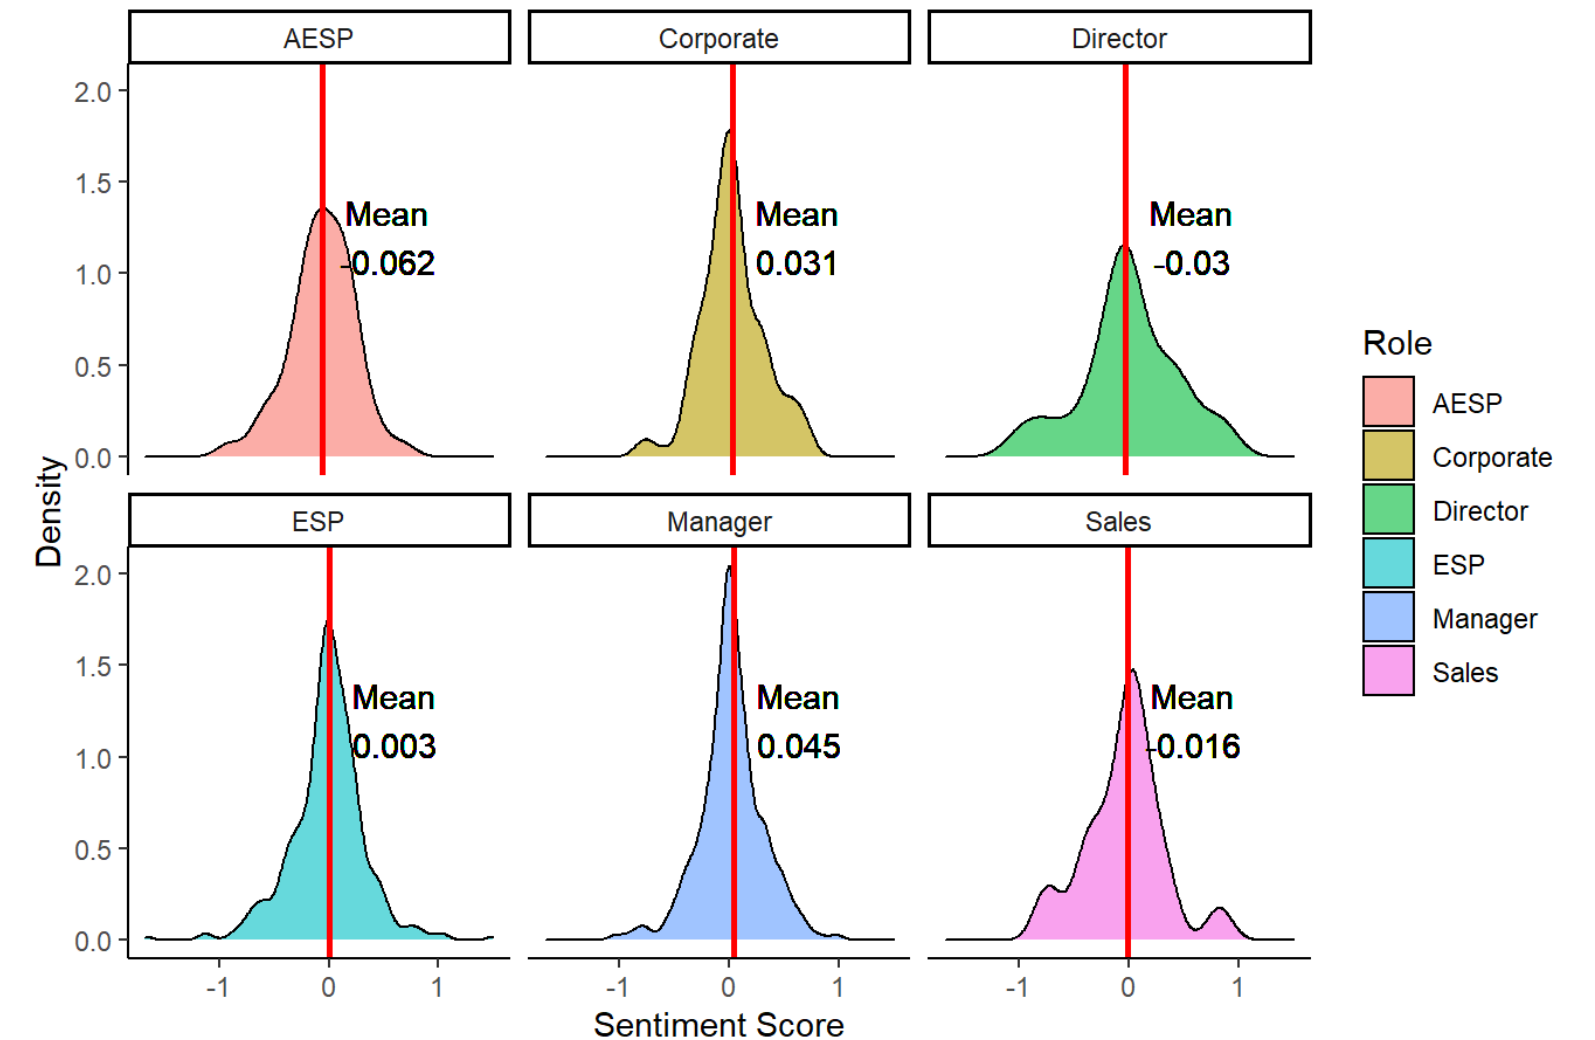 AESP
Corporate
Director
2.0
1.5
1.0
0.5
0.0
Mean
-0.062
Mean
0.031
Mean
-0.03
ESP
Manager
Sales
2.0
1.5
1.0
0.5
0.0
Mean
0.003
Mean
0.045
Mean
-0.016
-1 0 1
-1 0 1
-1 0 1
Sentiment Score
Density
Role
AESP
Corporate
Director
ESP
Manager
Sales